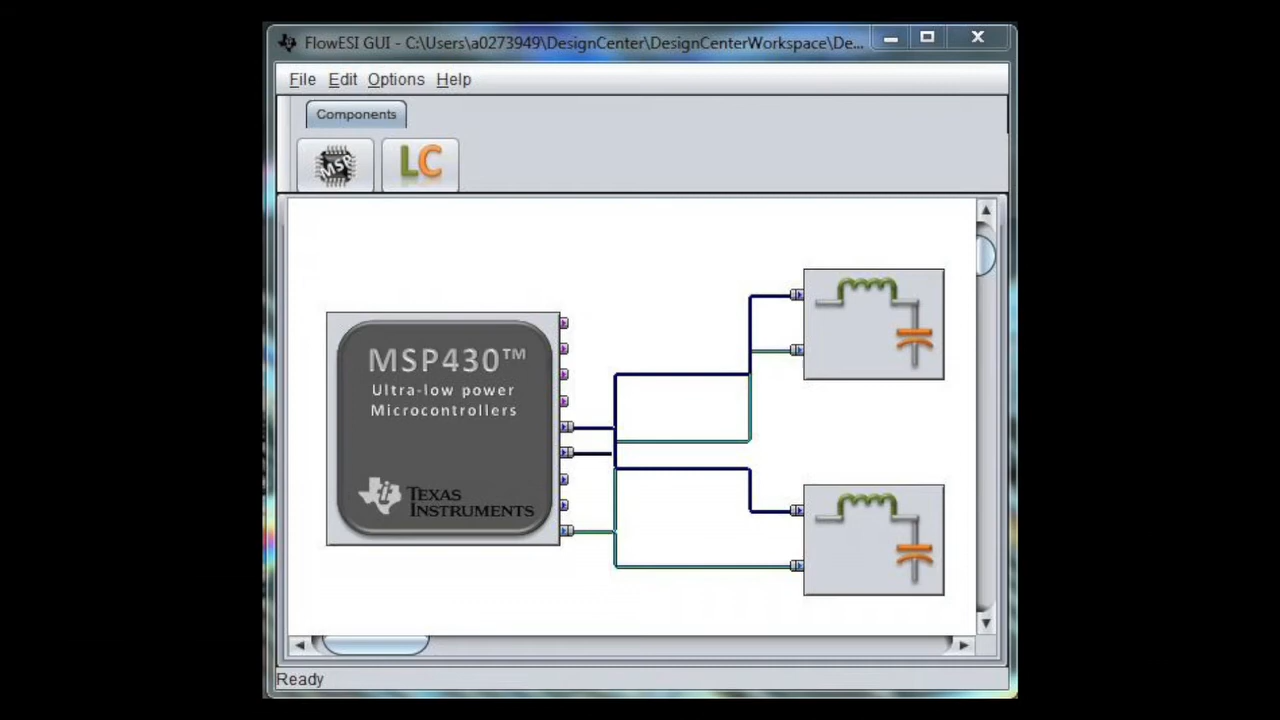 FlowESI GUI - C:\Users\a0273949\DesignCenter\DesignCenterWorkspace\De...
File Edit Options Help
Components
MSP
LC
MSP430™
Ultra-low power
Microcontrollers
TEXAS
INSTRUMENTS
Ready